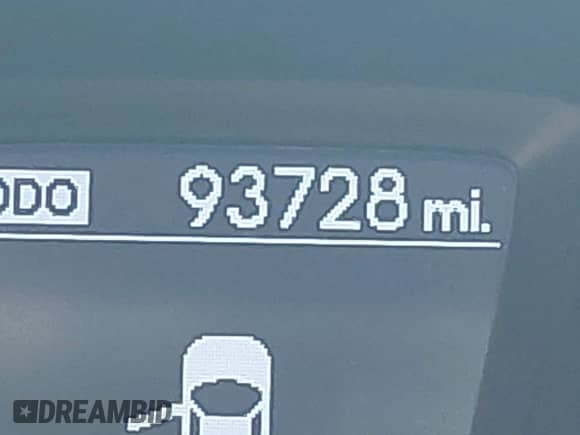 ODO 93728 mi.
DREAMBID